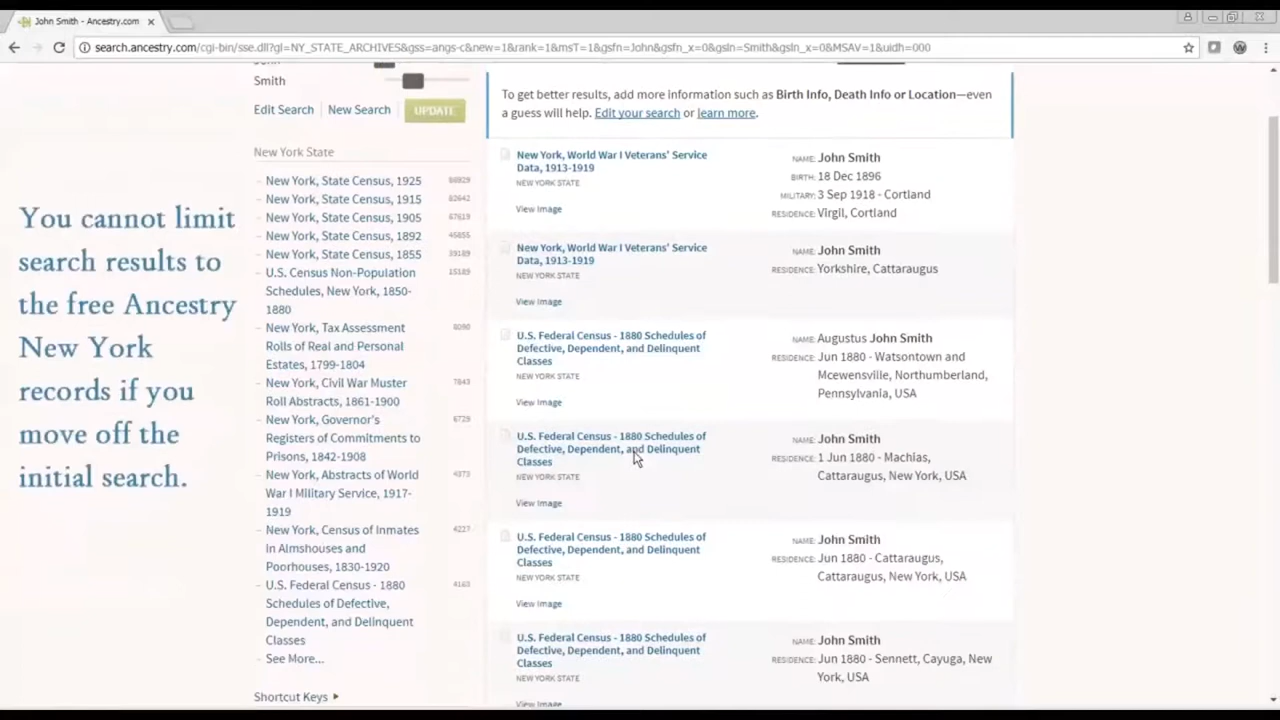 John Smith - Ancestry.com
search.ancestry.com/cgi-bin/sse.dll?gl=NY_STATE_ARCHIVES&gss=angs-c&new=1&rank=1&msT=1&gsfn=John&gsfn_x=0&gsln=Smith&gsln_x=0&MSAV=1&uidh=000
You cannot limit
search results to
the free Ancestry
New York
records if you
move off the
initial search.
Smith
Edit Search New Search UPDATE
New York State
New York, State Census, 1925 86929
New York, State Census, 1915 82642
New York, State Census, 1905 67619
New York, State Census, 1892 45855
New York, State Census, 1855 39189
U.S. Census Non-Population 15189
Schedules, New York, 1850-
1880
New York, Tax Assessment 8090
Rolls of Real and Personal
Estates, 1799-1804
New York, Civil War Muster 7843
Roll Abstracts, 1861-1900
New York, Governor's 6729
Registers of Commitments to
Prisons, 1842-1908
New York, Abstracts of World 4973
War I Military Service, 1917-
1919
New York, Census of Inmates 4227
in Almshouses and
Poorhouses, 1830-1920
U.S. Federal Census - 1880 4163
Schedules of Defective,
Dependent, and Delinquent
Classes
See More...
Shortcut Keys
To get better results, add more information such as Birth Info, Death Info or Location—even
a guess will help. Edit your search or learn more.
New York, World War I Veterans' Service
Data, 1913-1919
NEW YORK STATE
View Image
NAME: John Smith
BIRTH: 18 Dec 1896
MILITARY: 3 Sep 1918 - Cortland
RESIDENCE: Virgil, Cortland
New York, World War I Veterans' Service
Data, 1913-1919
NEW YORK STATE
View Image
NAME: John Smith
RESIDENCE: Yorkshire, Cattaraugus
U.S. Federal Census - 1880 Schedules of
Defective, Dependent, and Delinquent
Classes
NEW YORK STATE
View Image
NAME: Augustus John Smith
RESIDENCE: Jun 1880 - Watsontown and
Mcewensville, Northumberland,
Pennsylvania, USA
U.S. Federal Census - 1880 Schedules of
Defective, Dependent, and Delinquent
Classes
NEW YORK STATE
View Image
NAME: John Smith
RESIDENCE: 1 Jun 1880 - Machias,
Cattaraugus, New York, USA
U.S. Federal Census - 1880 Schedules of
Defective, Dependent, and Delinquent
Classes
NEW YORK STATE
View Image
NAME: John Smith
RESIDENCE: Jun 1880 - Cattaraugus,
Cattaraugus, New York, USA
U.S. Federal Census - 1880 Schedules of
Defective, Dependent, and Delinquent
Classes
NEW YORK STATE
View Image
NAME: John Smith
RESIDENCE: Jun 1880 - Sennett, Cayuga, New
York, USA